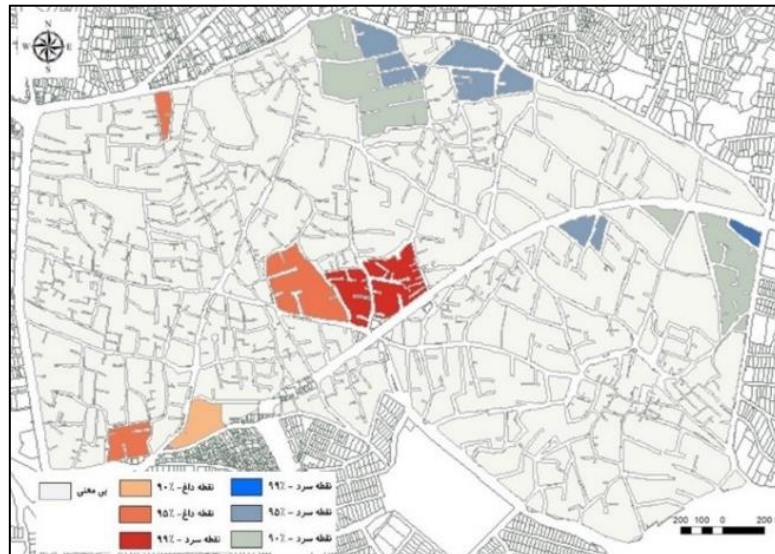 N
W E
S
نقطه سرد - ۹۹٪ نقطه داغ- ۹۰٪ بی معنی
نقطه سرد - ۹۵٪ نقطه داغ- ۹۵٪
نقطه سرد - ۹۰٪ نقطه سرد - ۹۹٪
200 100 0 200